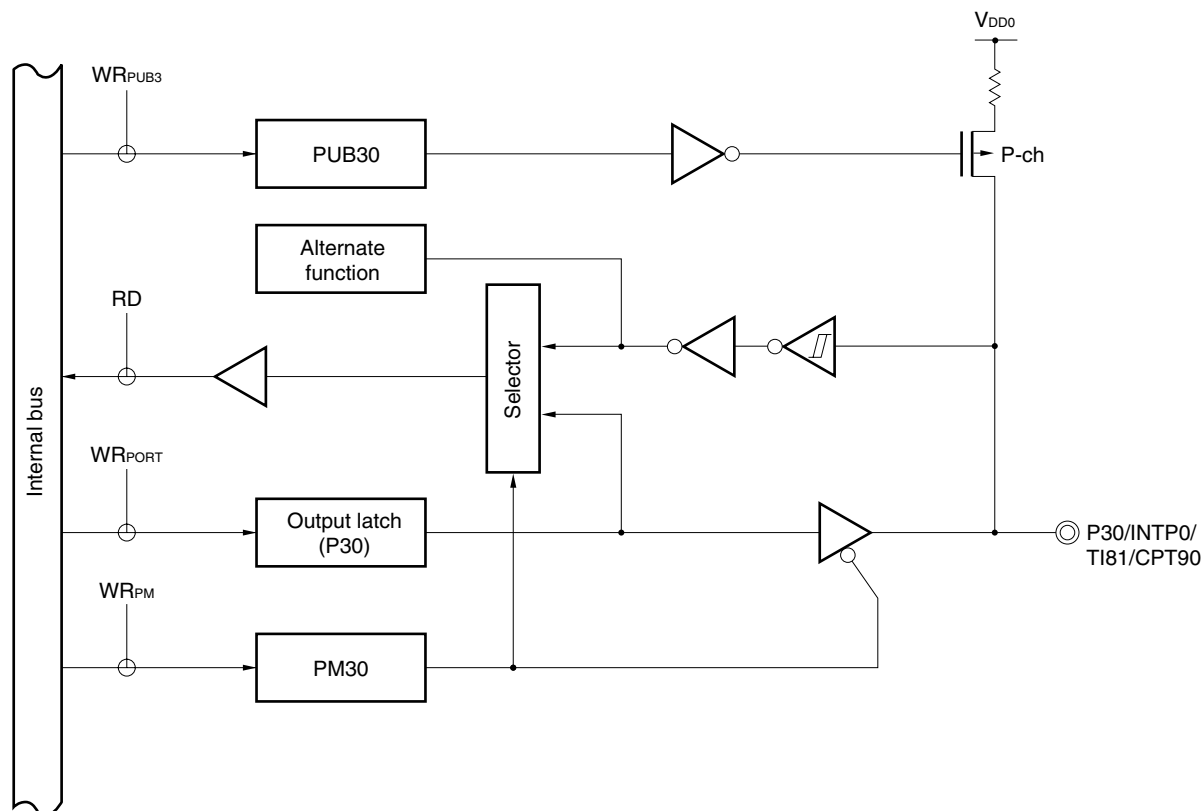 VDD0
WRPUB3
PUB30
P-ch
Alternate
function
RD
Selector
Internal bus
WRPORT
Output latch
(P30)
P30/INTP0/
TI81/CPT90
WRPM
PM30